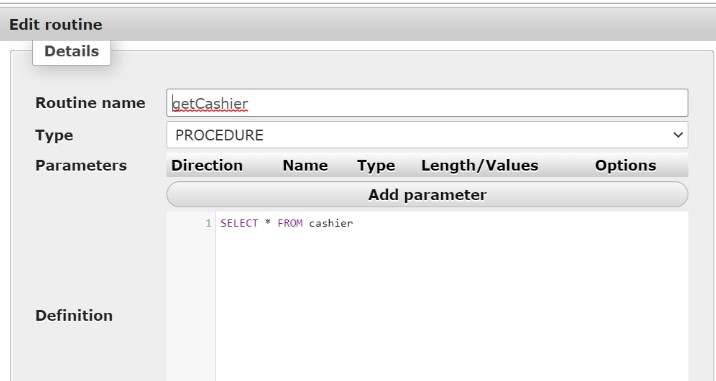 Edit routine
Details
Routine name getCashier
Type PROCEDURE
Parameters Direction Name Type Length/Values Options
Add parameter
1 SELECT * FROM cashier
Definition